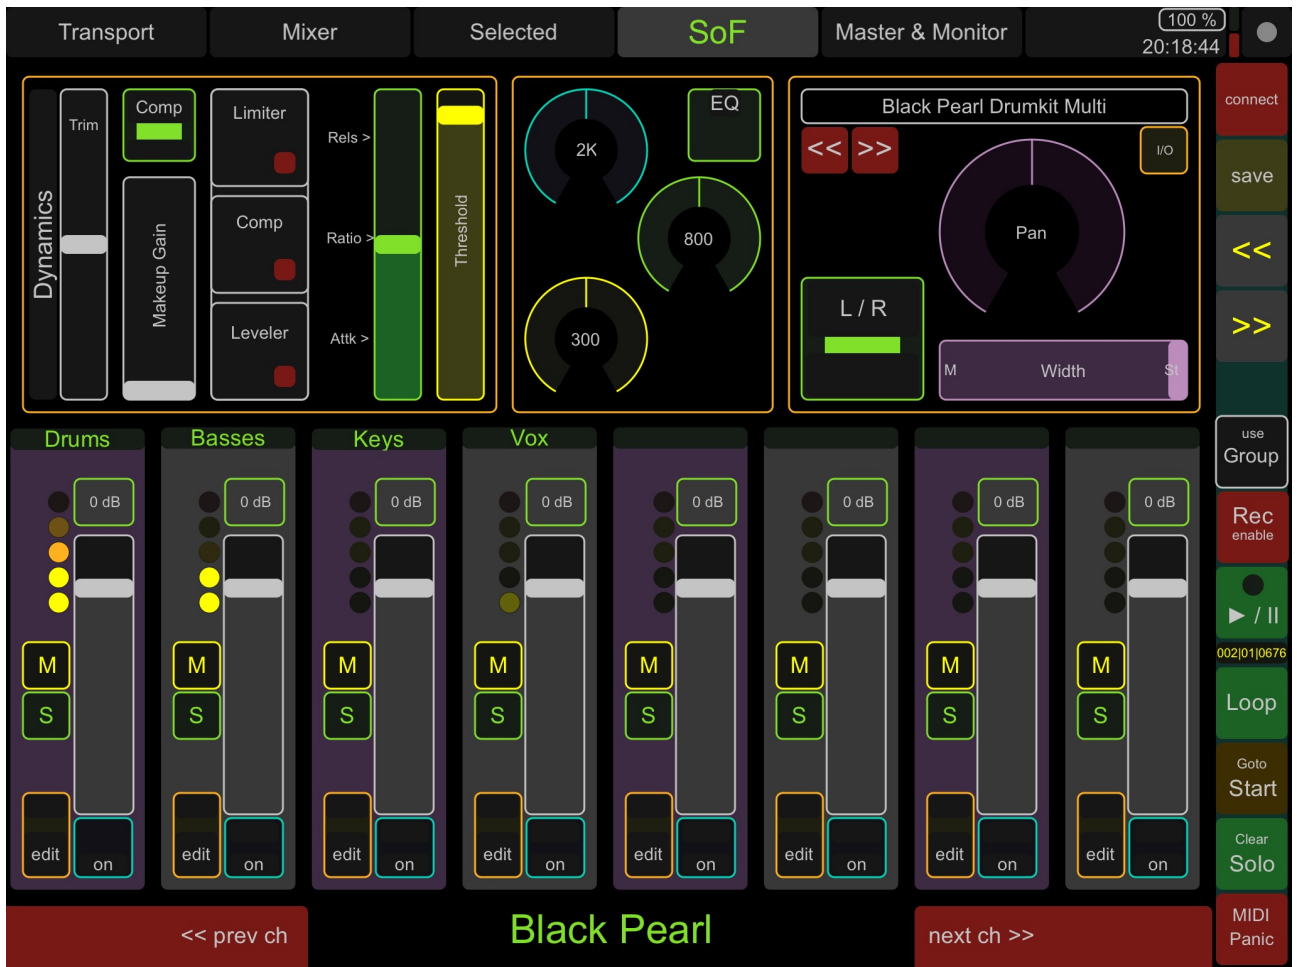 Transport
Mixer
Selected
SoF
Master & Monitor
100 %
20:18:44
Dynamics
Trim
Comp
Makeup Gain
Limiter
Comp
Leveler
Rels >
Ratio >
Attk >
Threshold
2K
EQ
800
300
Black Pearl Drumkit Multi
<< >>
I/O
Pan
L / R
M Width St
connect
save
<<
>>
use
Group
Rec
enable
▶ / II
002|01|0676
Loop
Goto
Start
Clear
Solo
MIDI
Panic
Drums
Basses
Keys
Vox
0 dB
0 dB
0 dB
0 dB
0 dB
0 dB
0 dB
0 dB
M
M
M
M
M
M
M
M
S
S
S
S
S
S
S
S
edit on
edit on
edit on
edit on
edit on
edit on
edit on
edit on
<< prev ch
Black Pearl
next ch >>